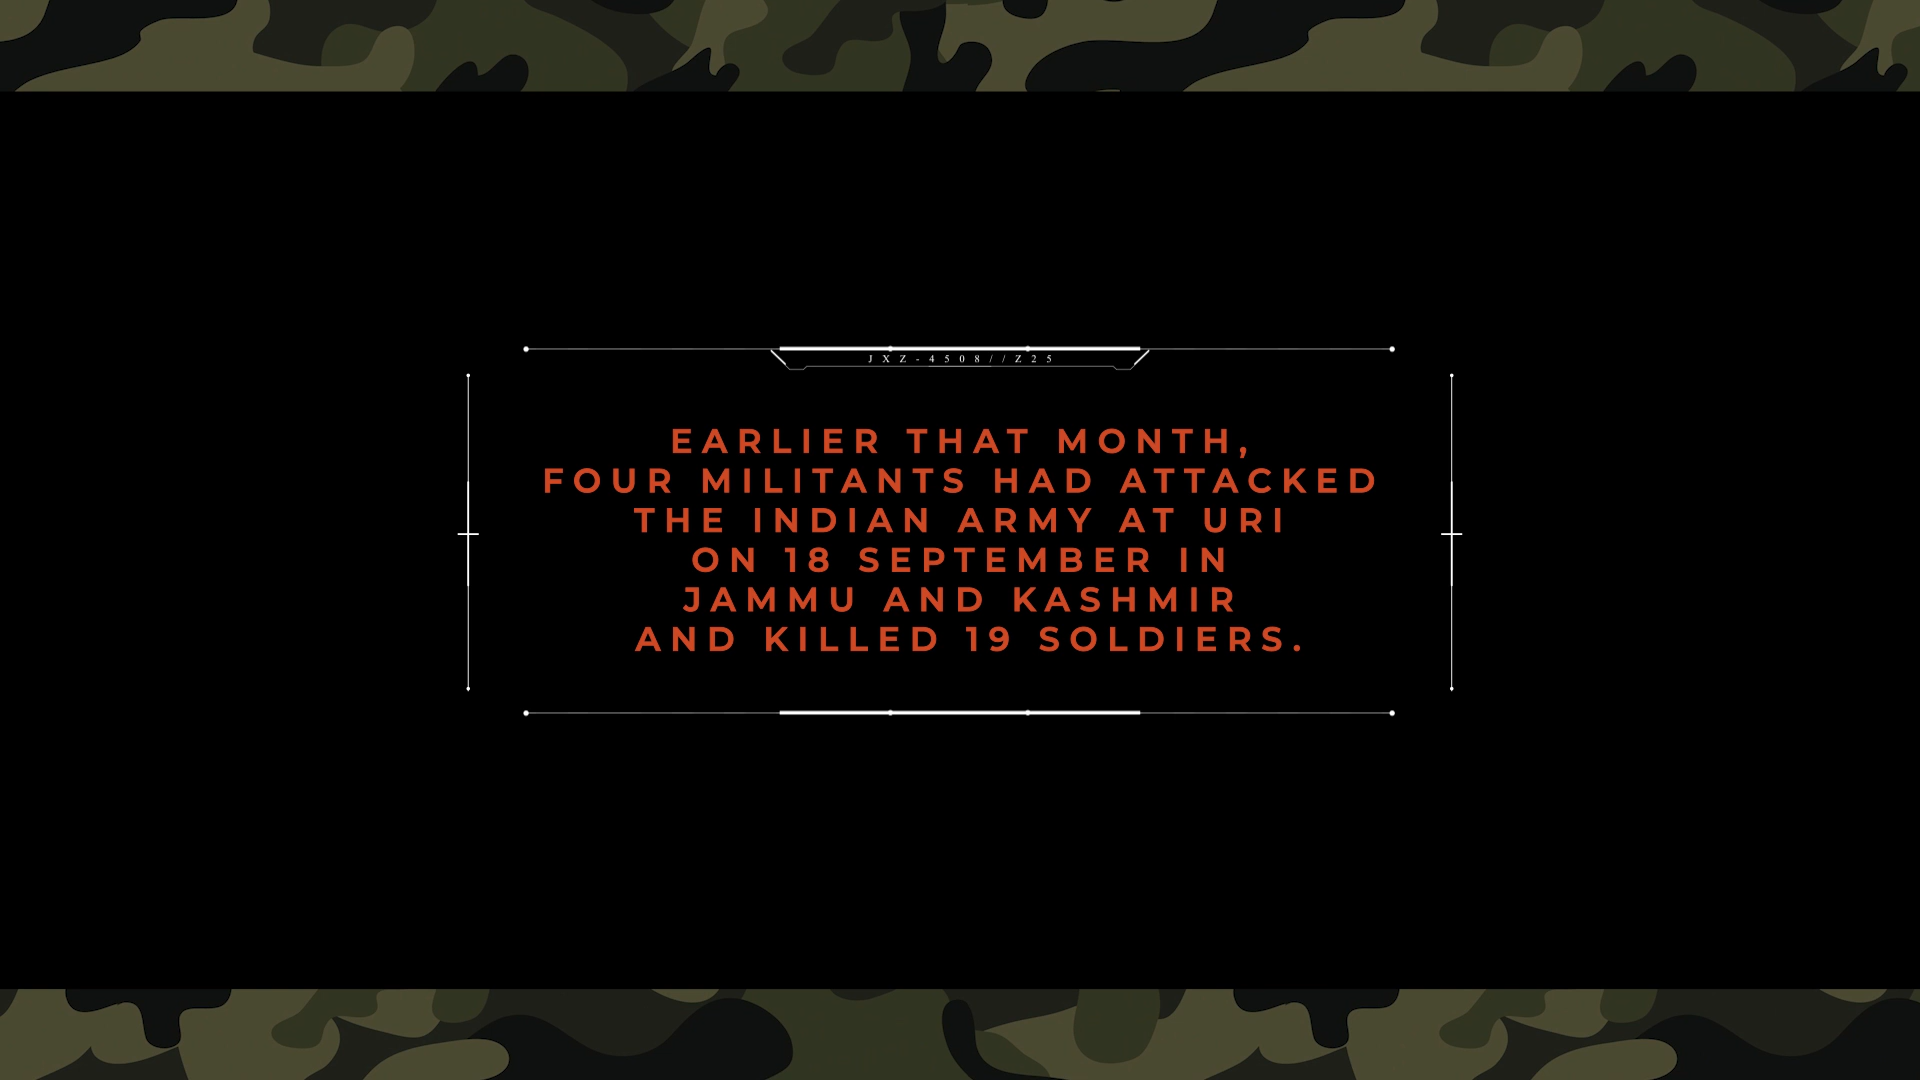 JXZ-4508//Z25
EARLIER THAT MONTH,
FOUR MILITANTS HAD ATTACKED
THE INDIAN ARMY AT URI
ON 18 SEPTEMBER IN
JAMMU AND KASHMIR
AND KILLED 19 SOLDIERS.